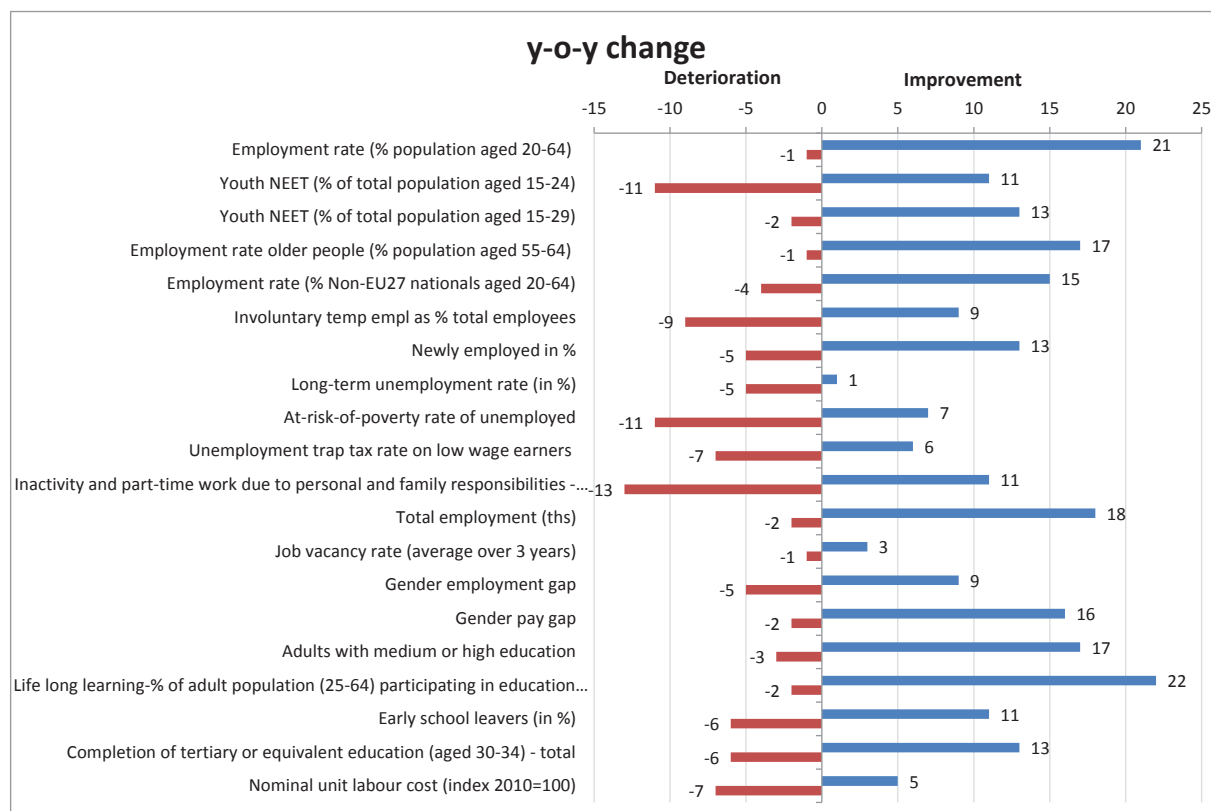 y-o-y change
Deterioration Improvement
-15 -10 -5 0 5 10 15 20 25
Employment rate (% population aged 20-64) -1 21
Youth NEET (% of total population aged 15-24) -11 11
Youth NEET (% of total population aged 15-29) -2 13
Employment rate older people (% population aged 55-64) -1 17
Employment rate (% Non-EU27 nationals aged 20-64) -4 15
Involuntary temp empl as % total employees -9 9
Newly employed in % -5 13
Long-term unemployment rate (in %) -5 1
At-risk-of-poverty rate of unemployed -11 7
Unemployment trap tax rate on low wage earners -7 6
Inactivity and part-time work due to personal and family responsibilities -... -13 11
Total employment (ths) -2 18
Job vacancy rate (average over 3 years) -1 3
Gender employment gap -5 9
Gender pay gap -2 16
Adults with medium or high education -3 17
Life long learning-% of adult population (25-64) participating in education... -2 22
Early school leavers (in %) -6 11
Completion of tertiary or equivalent education (aged 30-34) - total -6 13
Nominal unit labour cost (index 2010=100) -7 5